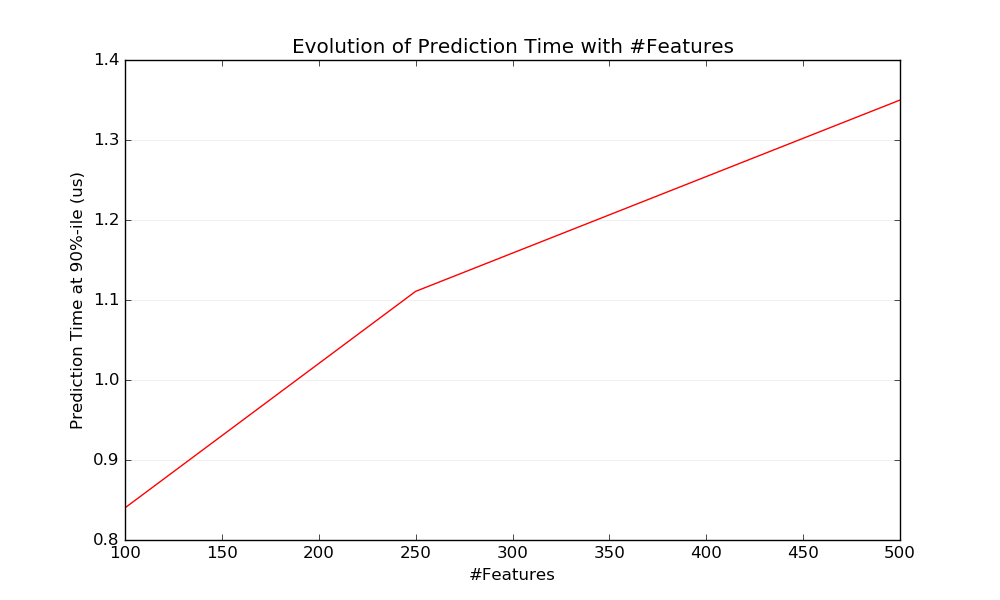 Evolution of Prediction Time with #Features
1.4
1.3
1.2
1.1
1.0
0.9
0.8
Prediction Time at 90%-ile (us)
100 150 200 250 300 350 400 450 500
#Features